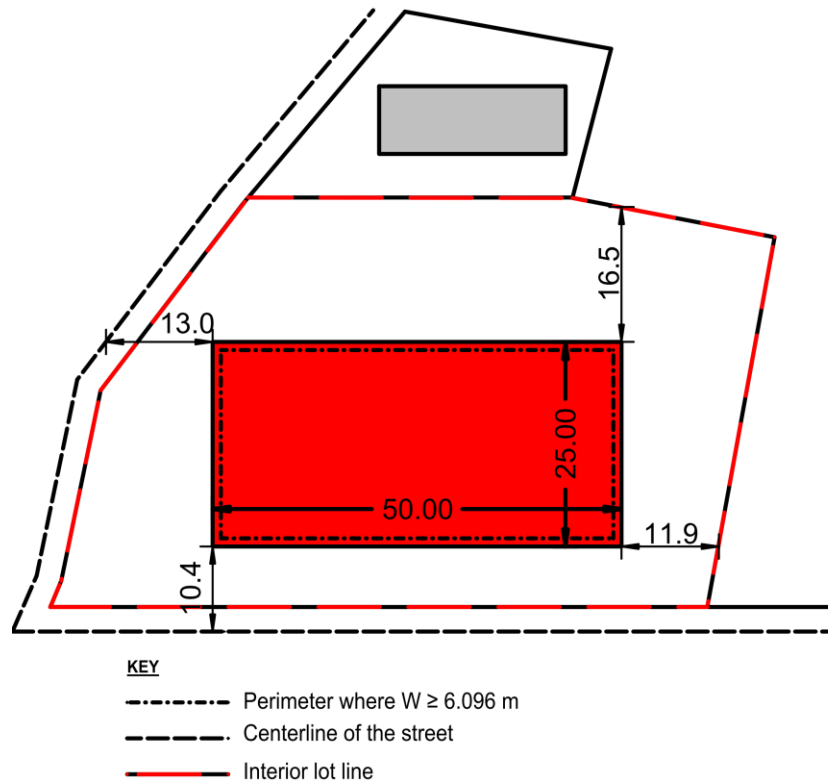 16.5
13.0
25.00
50.00
11.9
10.4
KEY
Perimeter where W ≥ 6.096 m
Centerline of the street
Interior lot line